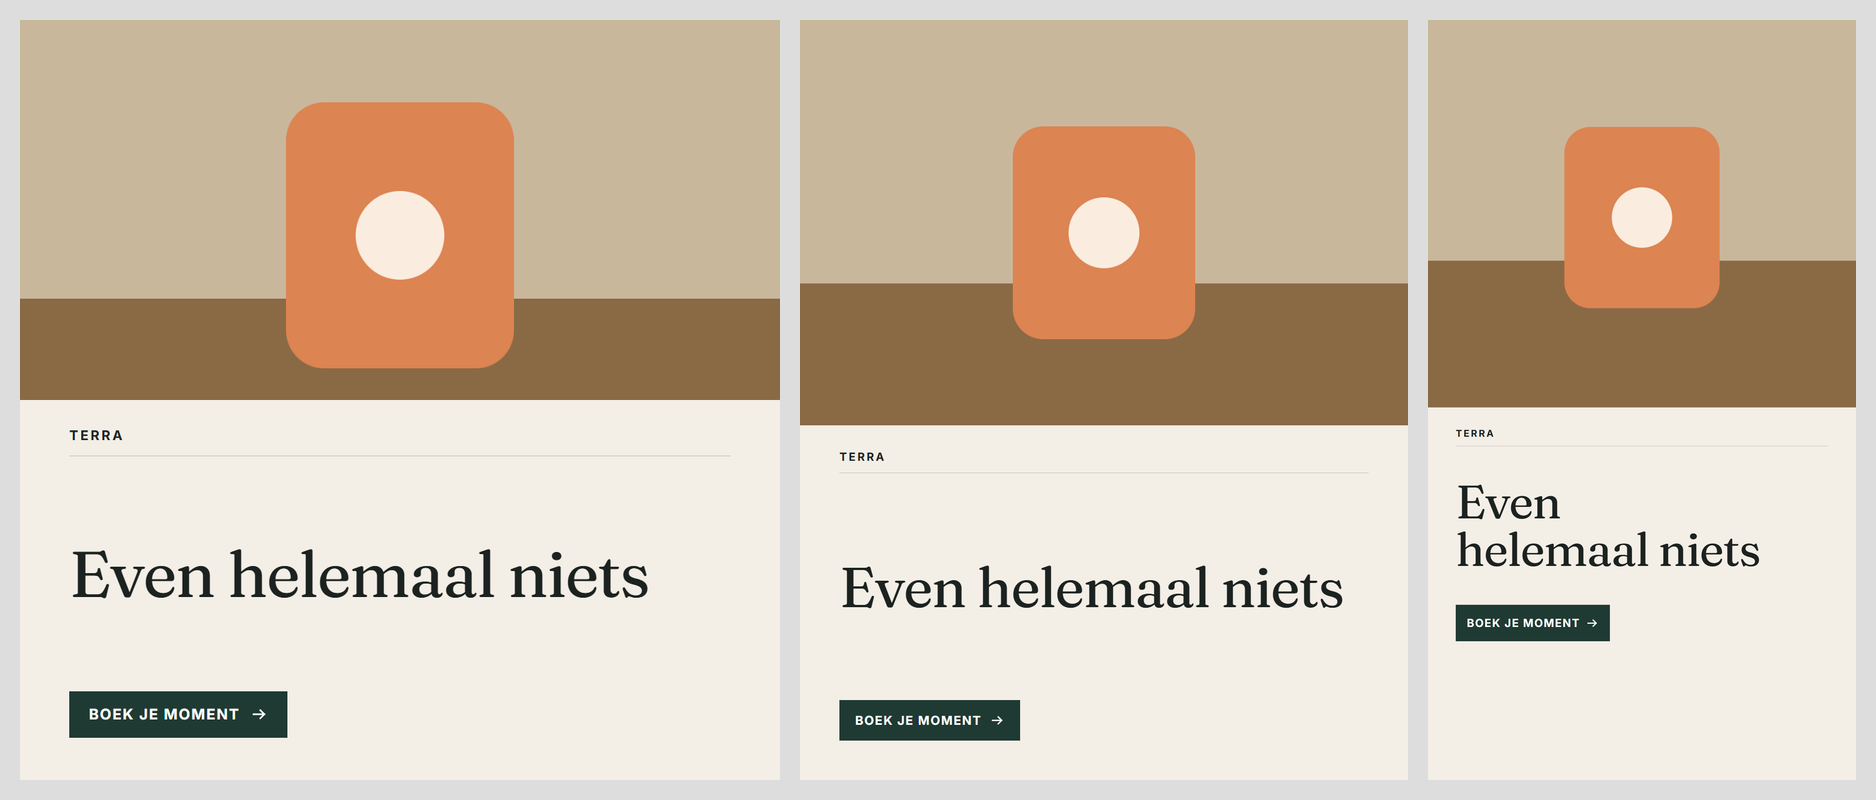 TERRA
Even helemaal niets
BOEK JE MOMENT →
TERRA
Even helemaal niets
BOEK JE MOMENT →
TERRA
Even
helemaal niets
BOEK JE MOMENT →